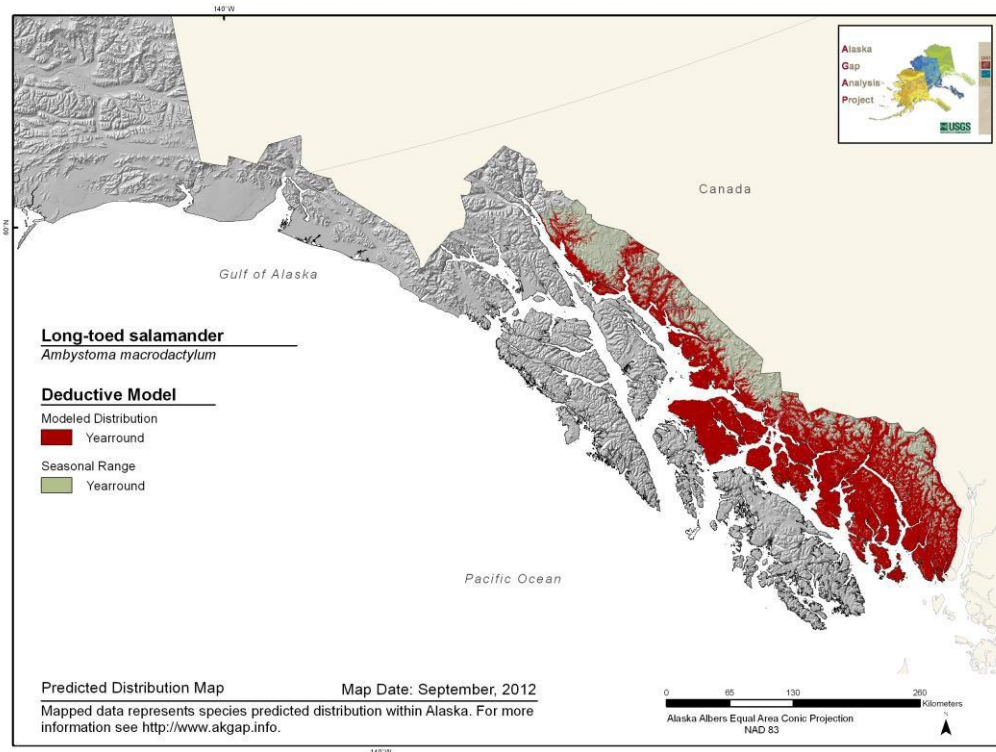 140°W
Alaska
Gap
Analysis
Project
USGS
Canada
60°N
Gulf of Alaska
Long-toed salamander
Ambystoma macrodactylum
Deductive Model
Modeled Distribution
Yearround
Seasonal Range
Yearround
Pacific Ocean
Predicted Distribution Map
Map Date: September, 2012
Mapped data represents species predicted distribution within Alaska. For more
information see http://www.akgap.info.
0 65 130 260
Kilometers
Alaska Albers Equal Area Conic Projection
NAD 83
140°W